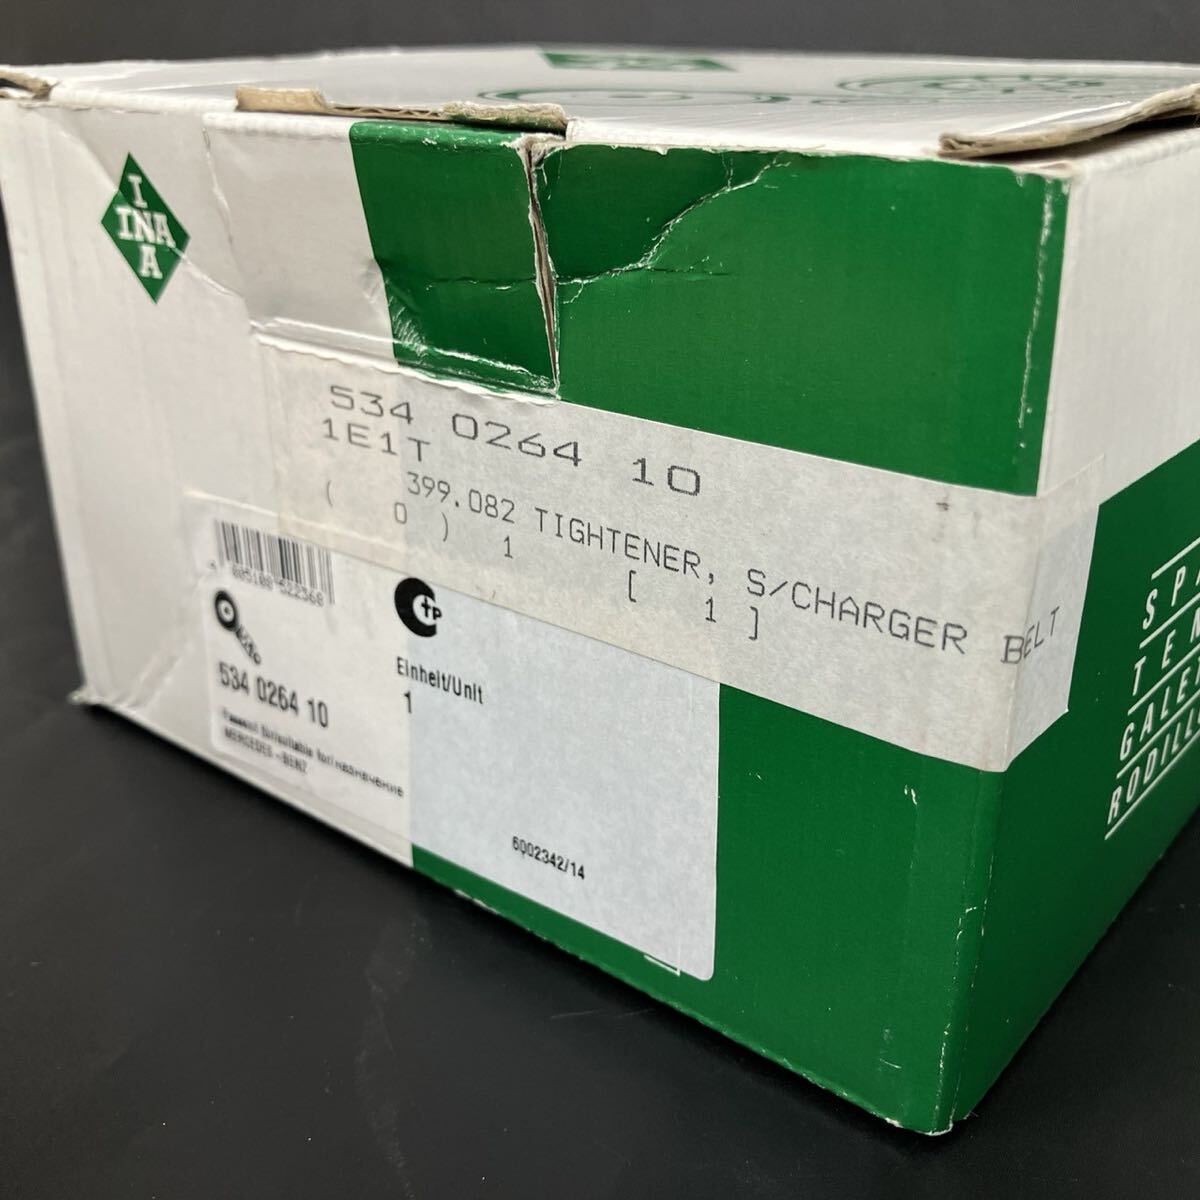 I
INA
A
534 0264 10
1E1T
399.082 TIGHTENER, S/CHARGER BELT
( 0 ) 1 [ 1 ]
Einheit/Unit
1
534 0264 10
MERCEDES-BENZ
6002342/14
SPA
TEN
GALE
RODILL